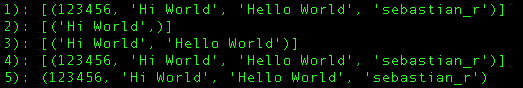 1): [(123456, 'Hi World', 'Hello World', 'sebastian_r')]
2): [('Hi World',)]
3): [('Hi World', 'Hello World')]
4): [(123456, 'Hi World', 'Hello World', 'sebastian_r')]
5): (123456, 'Hi World', 'Hello World', 'sebastian_r')